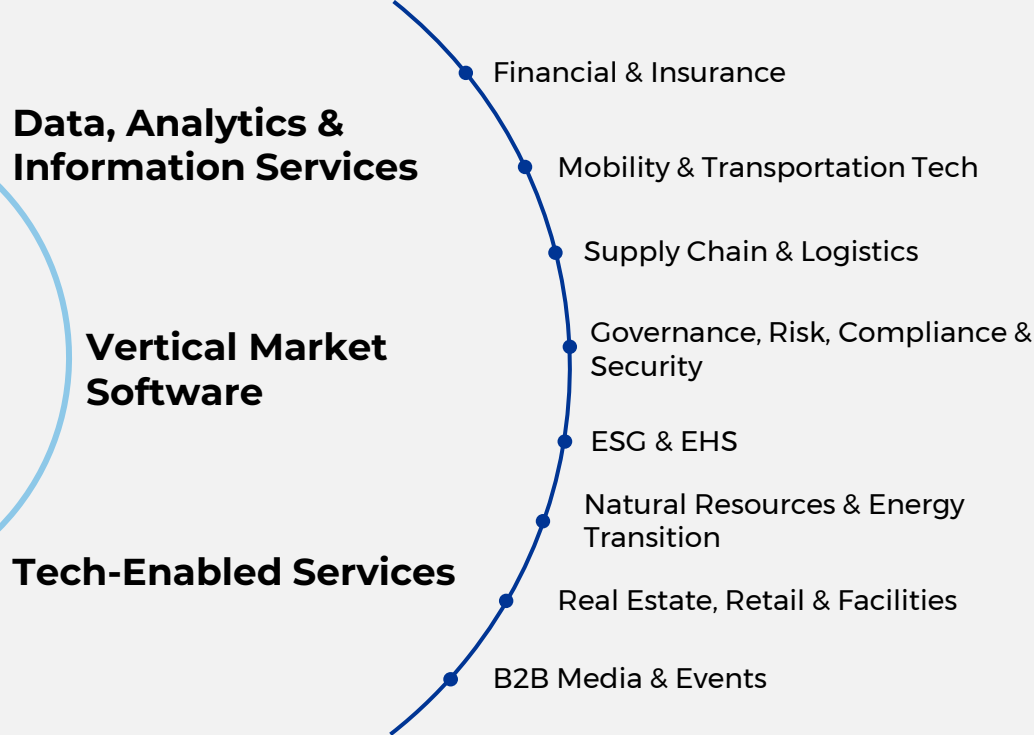 Data, Analytics &
Information Services
Vertical Market
Software
Tech-Enabled Services
Financial & Insurance
Mobility & Transportation Tech
Supply Chain & Logistics
Governance, Risk, Compliance &
Security
ESG & EHS
Natural Resources & Energy
Transition
Real Estate, Retail & Facilities
B2B Media & Events